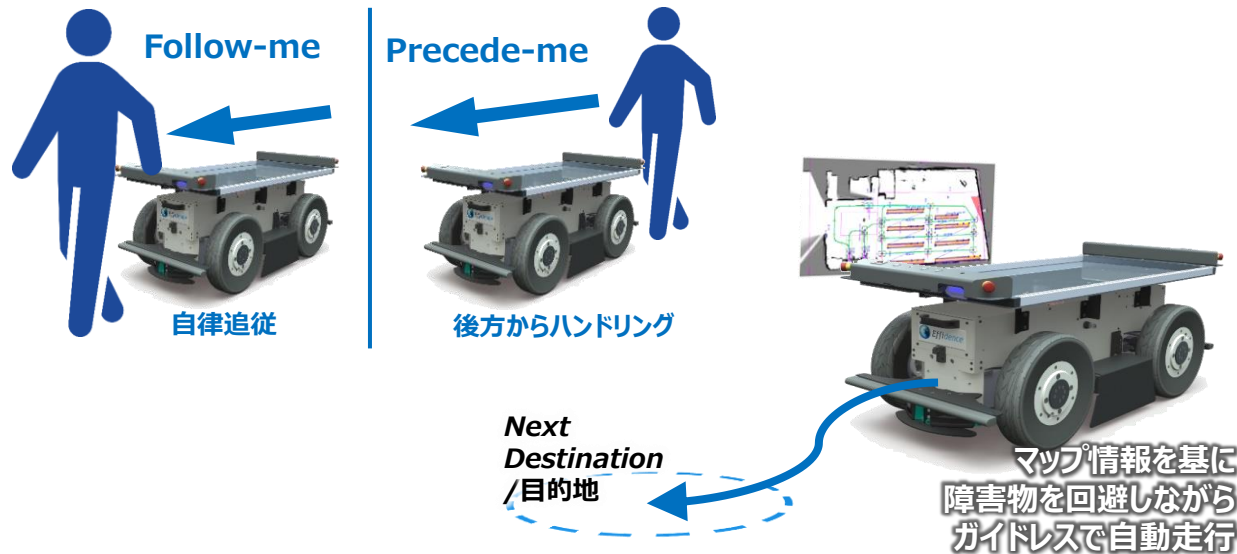 Follow-me
Precede-me
自律追従
後方からハンドリング
Effidence
Next
Destination
/目的地
マップ情報を基に
障害物を回避しながら
ガイドレスで自動走行